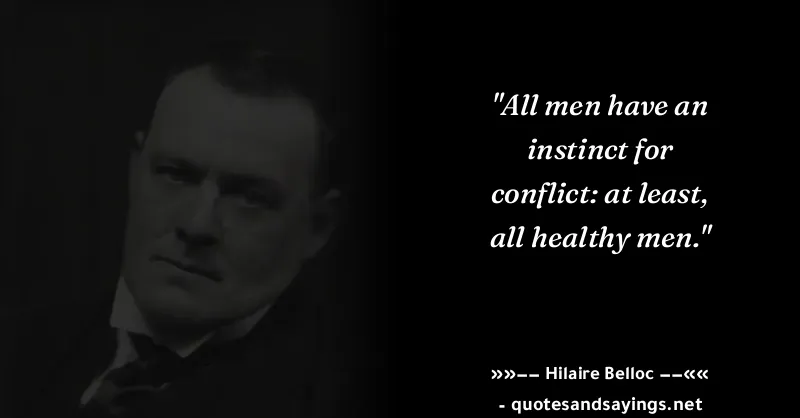 "All men have an
instinct for
conflict: at least,
all healthy men."
»»–– Hilaire Belloc ––««
- quotesandsayings.net